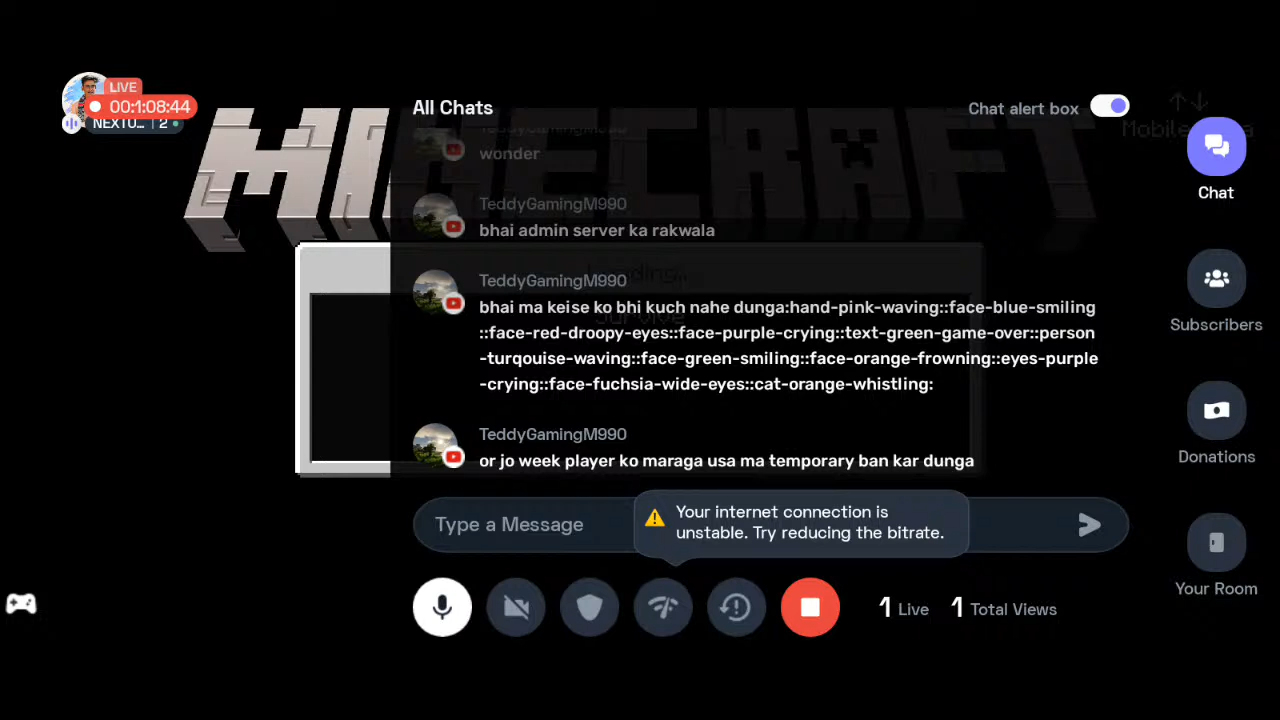 LIVE
00:1:08:44
NEXTU... | 2
MINECRAFT
All Chats
Chat alert box
Mobile
wonder
Chat
TeddyGamingM990
bhai admin server ka rakwala
Loading...
TeddyGamingM990
bhai ma keise ko bhi kuch nahe dunga:hand-pink-waving::face-blue-smiling
::face-red-droopy-eyes::face-purple-crying::text-green-game-over::person
-turqouise-waving::face-green-smiling::face-orange-frowning::eyes-purple
-crying::face-fuchsia-wide-eyes::cat-orange-whistling:
Subscribers
TeddyGamingM990
or jo week player ko maraga usa ma temporary ban kar dunga
Donations
Type a Message
Your internet connection is
unstable. Try reducing the bitrate.
Your Room
1 Live 1 Total Views